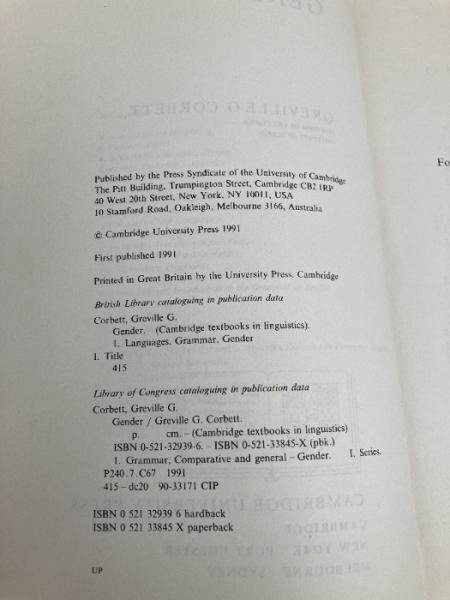 Published by the Press Syndicate of the University of Cambridge
The Pitt Building, Trumpington Street, Cambridge CB2 1RP
40 West 20th Street, New York, NY 10011, USA
10 Stamford Road, Oakleigh, Melbourne 3166, Australia
© Cambridge University Press 1991
First published 1991
Printed in Great Britain by the University Press, Cambridge
British Library cataloguing in publication data
Corbett, Greville G.
Gender. – (Cambridge textbooks in linguistics).
1. Languages. Grammar. Gender
I. Title
415
Library of Congress cataloguing in publication data
Corbett, Greville G.
Gender / Greville G. Corbett.
p. cm. – (Cambridge textbooks in linguistics)
ISBN 0-521-32939-6. – ISBN 0-521-33845-X (pbk.)
1. Grammar, Comparative and general – Gender. I. Series.
P240.7.C67 1991
415 – dc20 90-33171 CIP
ISBN 0 521 32939 6 hardback
ISBN 0 521 33845 X paperback
UP
Fo